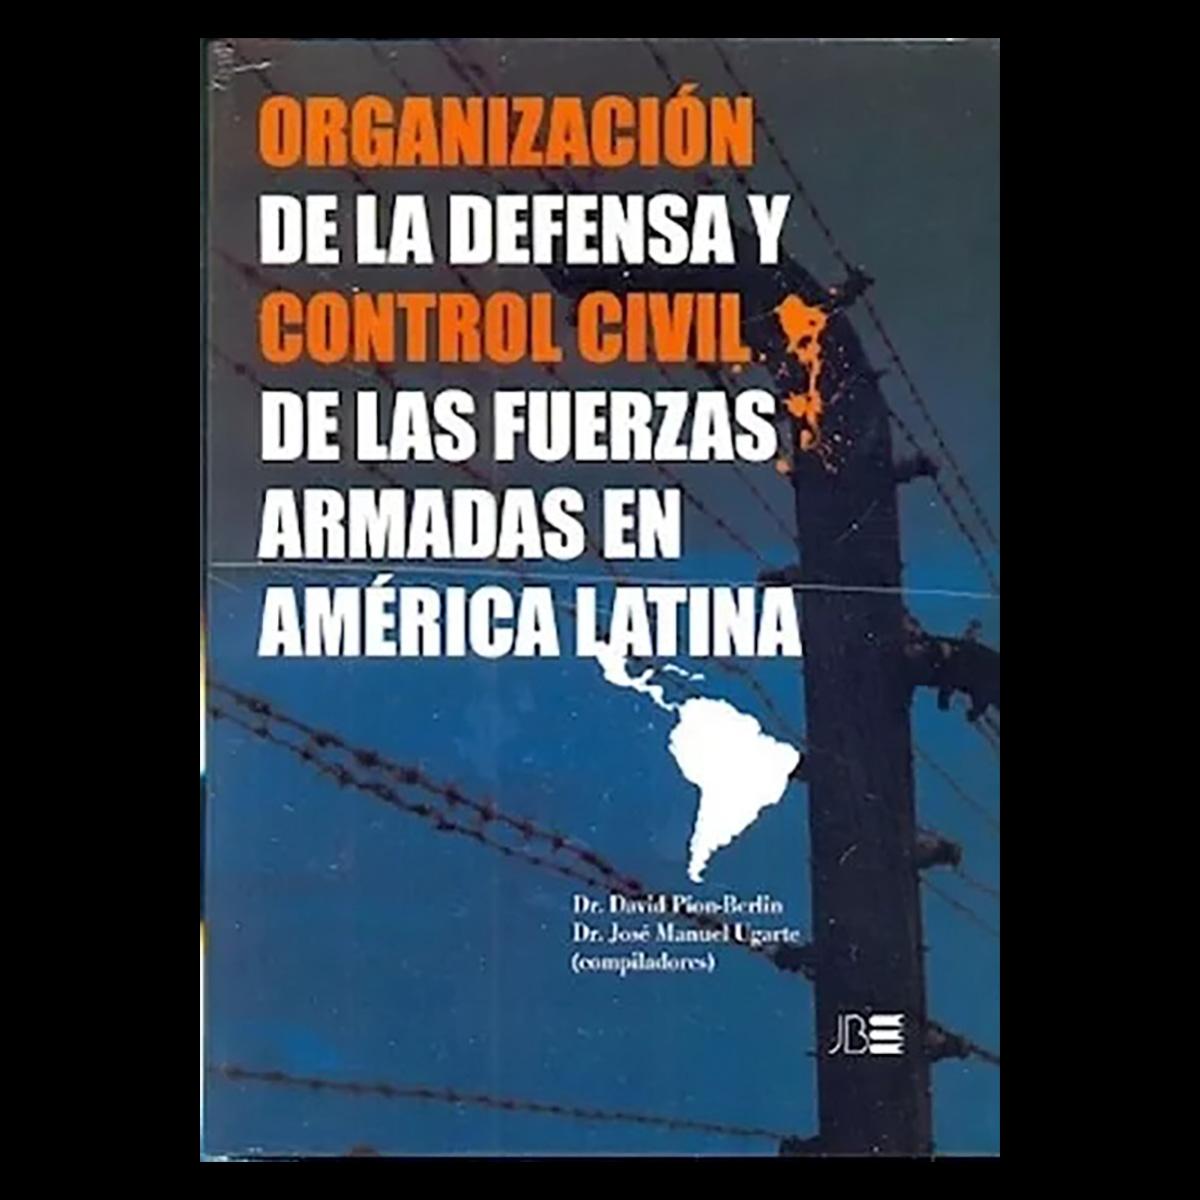 ORGANIZACIÓN
DE LA DEFENSA Y
CONTROL CIVIL
DE LAS FUERZAS
ARMADAS EN
AMÉRICA LATINA
Dr. David Pion-Berlin
Dr. José Manuel Ugarte
(compiladores)
JB